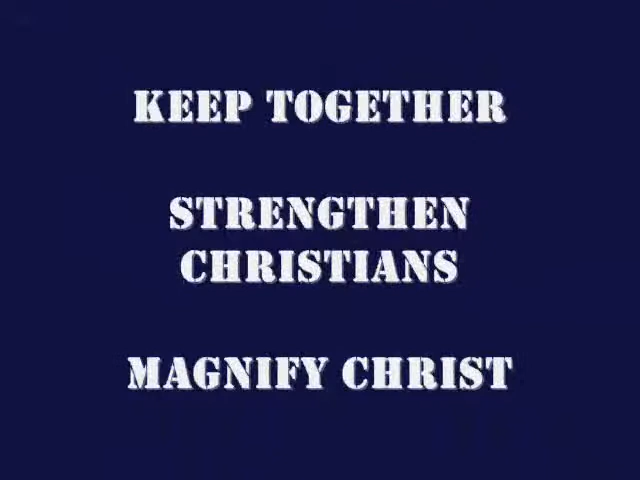 KEEP TOGETHER
STRENGTHEN
CHRISTIANS
MAGNIFY CHRIST